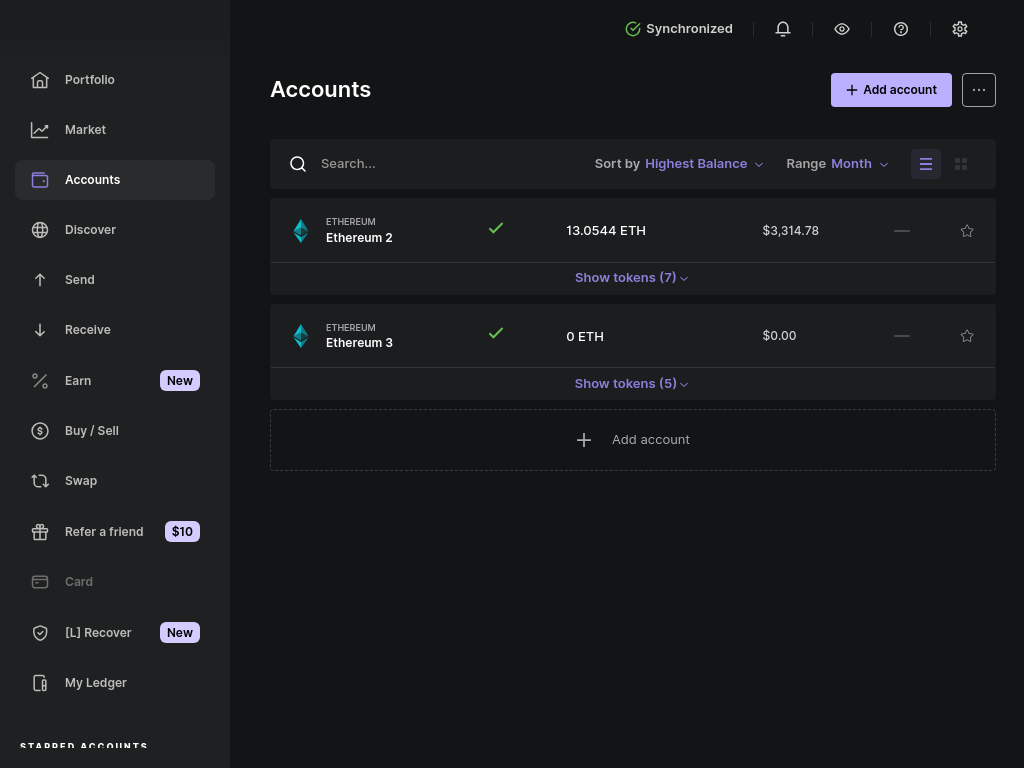 Synchronized
Portfolio
Market
Accounts
Discover
Send
Receive
Earn New
Buy / Sell
Swap
Refer a friend $10
Card
[L] Recover New
My Ledger
STARRED ACCOUNTS
Accounts
Add account
Search...
Sort by Highest Balance
Range Month
ETHEREUM
Ethereum 2
13.0544 ETH
$3,314.78
—
Show tokens (7)
ETHEREUM
Ethereum 3
0 ETH
$0.00
—
Show tokens (5)
Add account